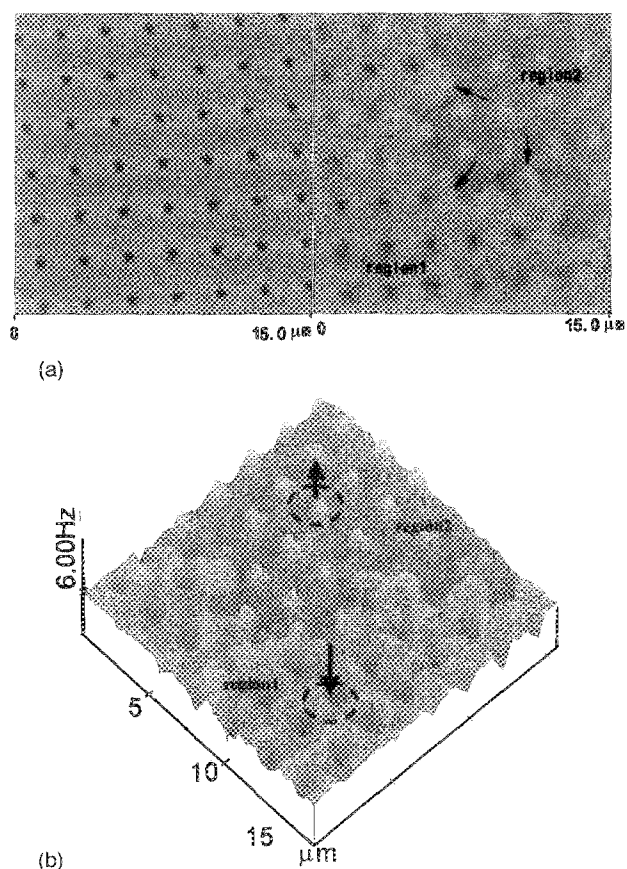 region2
region1
0
15.0 μm
0
15.0 μm
(a)
6.00Hz
region2
region1
5
10
15
μm
(b)